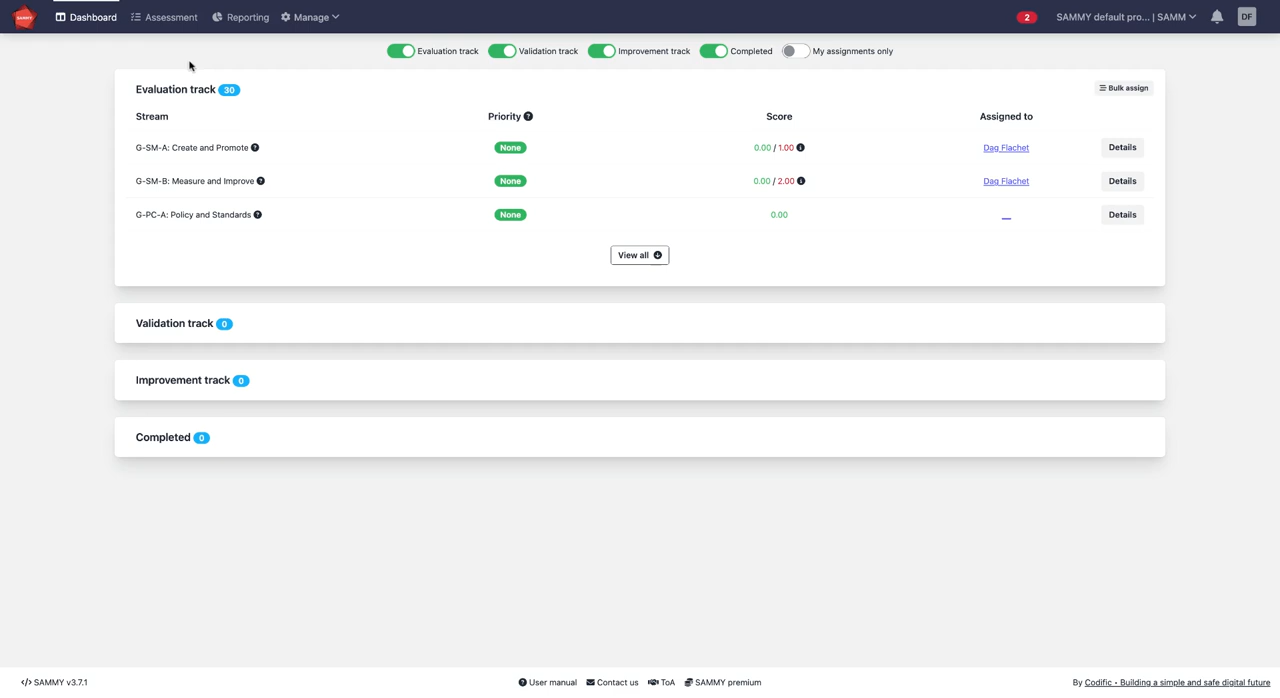 SAMMY Dashboard Assessment Reporting Manage 2 SAMMY default pro... | SAMM DF
Evaluation track Validation track Improvement track Completed My assignments only
Evaluation track 30 Bulk assign
Stream Priority ? Score Assigned to
G-SM-A: Create and Promote ? None 0.00 / 1.00 Dag Flachet Details
G-SM-B: Measure and Improve ? None 0.00 / 2.00 Dag Flachet Details
G-PC-A: Policy and Standards ? None 0.00 __ Details
View all
Validation track 0
Improvement track 0
Completed 0
</> SAMMY v3.7.1 ? User manual Contact us ToA SAMMY premium By Codific - Building a simple and safe digital future